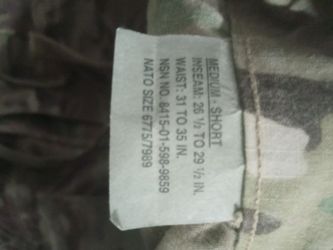 MEDIUM - SHORT
INSEAM: 26 ½ TO 29 ½ IN.
WAIST: 31 TO 35 IN.
NSN NO. 8415-01-598-9859
NATO SIZE 6775/7989